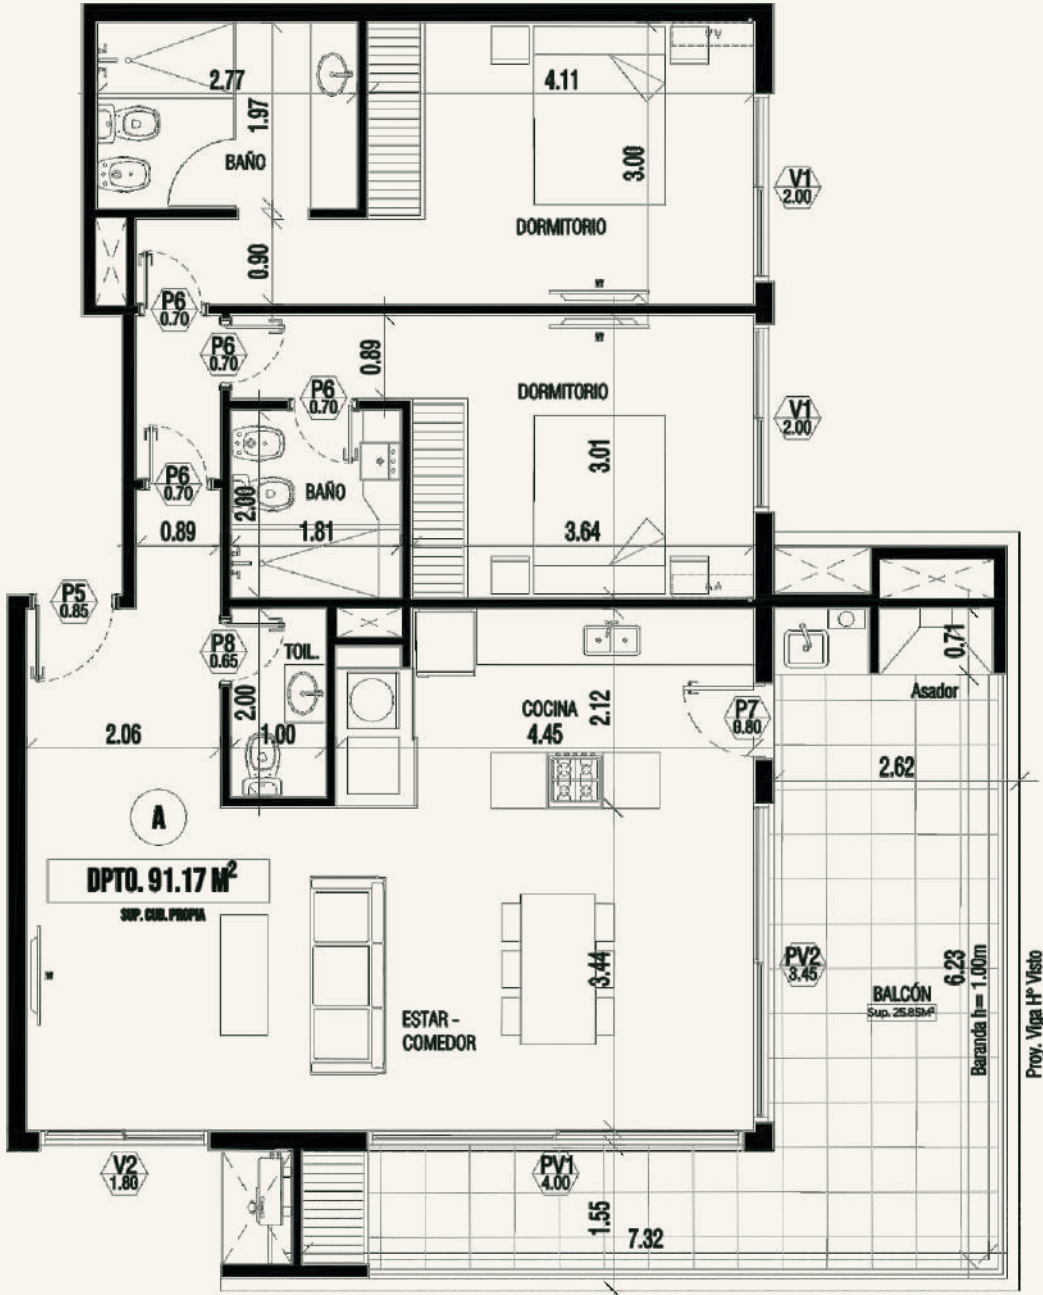 2.77
1.97
BAÑO
4.11
3.00
DORMITORIO
V1
2.00
0.90
P6
0.70
P6
0.70
0.89
P6
0.70
DORMITORIO
V1
2.00
3.01
P6
0.70
BAÑO
2.00
0.89
1.81
3.64
P5
0.85
P8
0.65
TOIL.
2.00
1.00
2.06
COCINA
4.45
2.12
P7
0.80
0.71
Asador
2.62
A
DPTO. 91.17 M²
SUP. CUB. PROPIA
3.44
ESTAR -
COMEDOR
PV2
3.45
BALCÓN
Sup. 25.85M²
6.23
Baranda h= 1.00m
Proy. Viga Hº Visto
V2
1.80
PV1
4.00
1.55
7.32